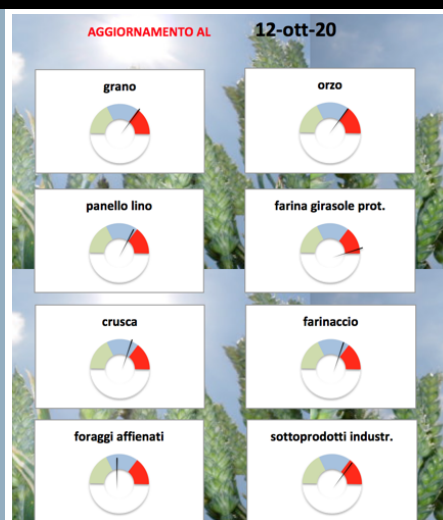 AGGIORNAMENTO AL 12-ott-20
grano
orzo
panello lino
farina girasole prot.
crusca
farinaccio
foraggi affienati
sottoprodotti industr.